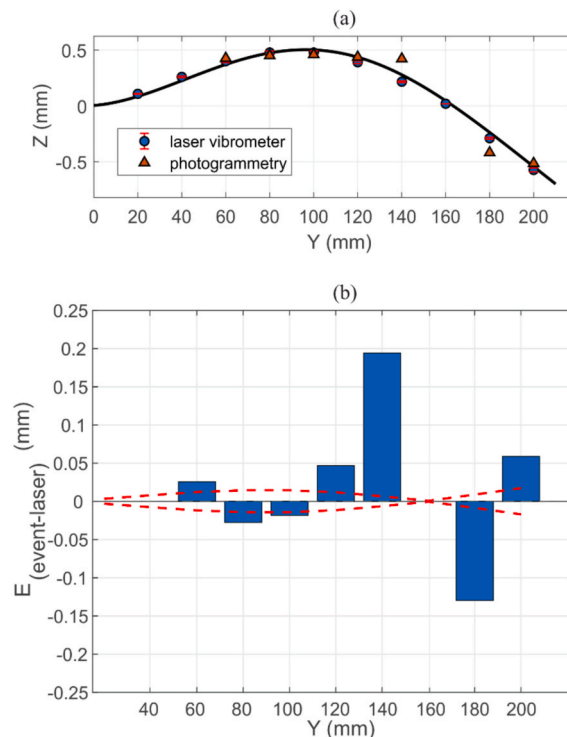 (a)
0.5
0
-0.5
Z (mm)
laser vibrometer
photogrammetry
0 20 40 60 80 100 120 140 160 180 200
Y (mm)
(b)
0.25
0.2
0.15
0.1
0.05
0
-0.05
-0.1
-0.15
-0.2
-0.25
E (event-laser) (mm)
40 60 80 100 120 140 160 180 200
Y (mm)